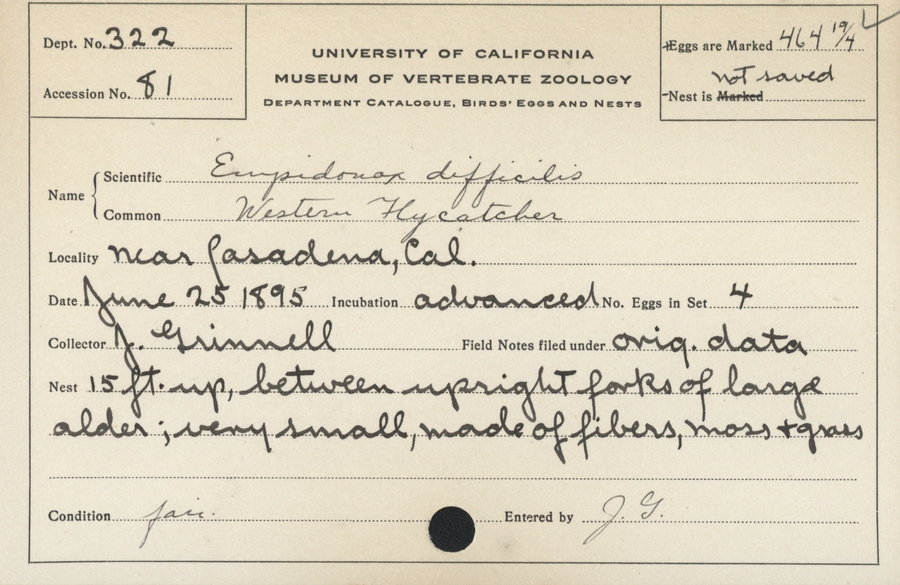 Dept. No. 322
Accession No. 81
UNIVERSITY OF CALIFORNIA
MUSEUM OF VERTEBRATE ZOOLOGY
DEPARTMENT CATALOGUE, BIRDS' EGGS AND NESTS
Eggs are Marked 464 19/4
not saved
Nest is Marked
Name
Scientific Empidonax difficilis
Common Western Flycatcher
Locality near Pasadena, Cal.
Date June 25 1895 Incubation advanced No. Eggs in Set 4
Collector J. Grinnell Field Notes filed under orig. data
Nest 15 ft. up, between upright forks of large
alder; very small, made of fibers, moss + grass
Condition fair. Entered by J. G.